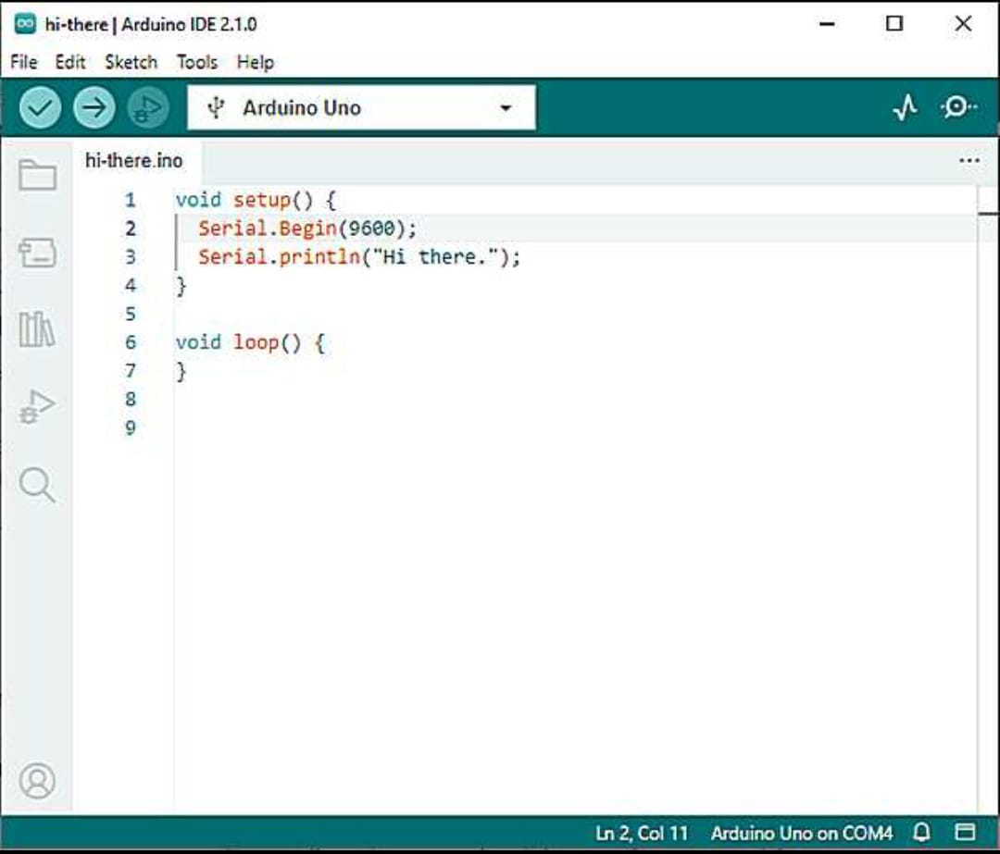 hi-there | Arduino IDE 2.1.0
File Edit Sketch Tools Help
Arduino Uno
hi-there.ino
1 void setup() {
2   Serial.Begin(9600);
3   Serial.println("Hi there.");
4 }
5
6 void loop() {
7 }
8
9
Ln 2, Col 11 Arduino Uno on COM4